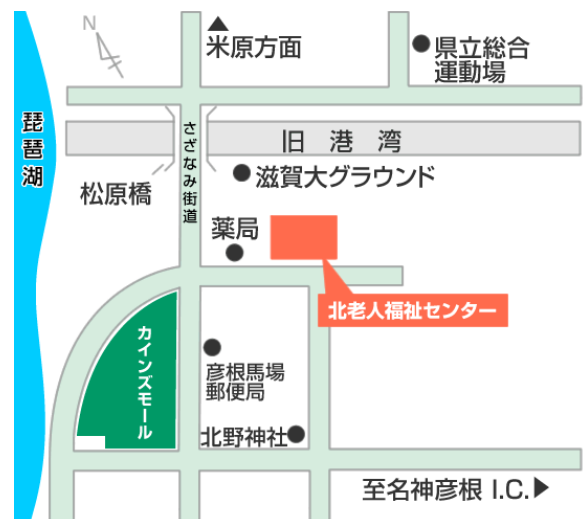 N
米原方面
県立総合
運動場
琵琶湖
さざなみ街道
旧港湾
松原橋
滋賀大グラウンド
薬局
北老人福祉センター
カインズモール
彦根馬場
郵便局
北野神社
至名神彦根 I.C.